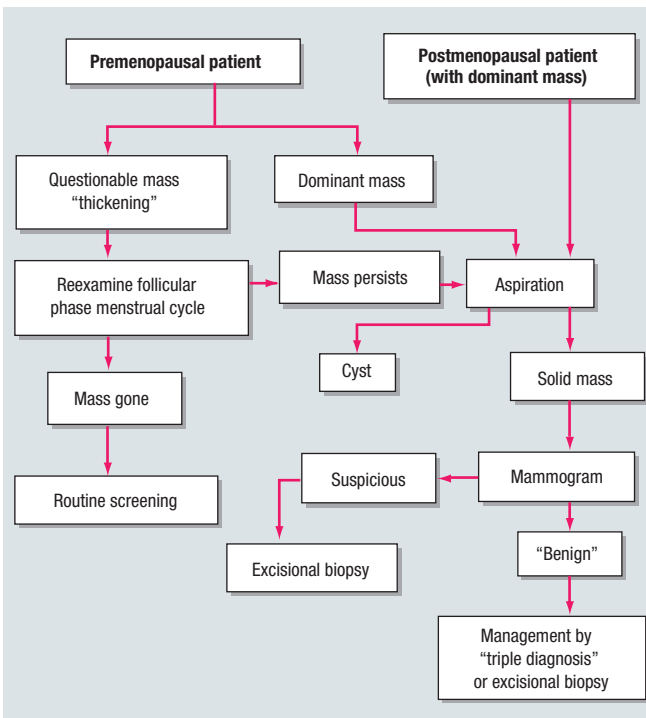 Premenopausal patient
Postmenopausal patient
(with dominant mass)
Questionable mass
“thickening”
Dominant mass
Reexamine follicular
phase menstrual cycle
Mass persists
Aspiration
Cyst
Mass gone
Solid mass
Suspicious
Mammogram
Routine screening
Excisional biopsy
“Benign”
Management by
“triple diagnosis”
or excisional biopsy